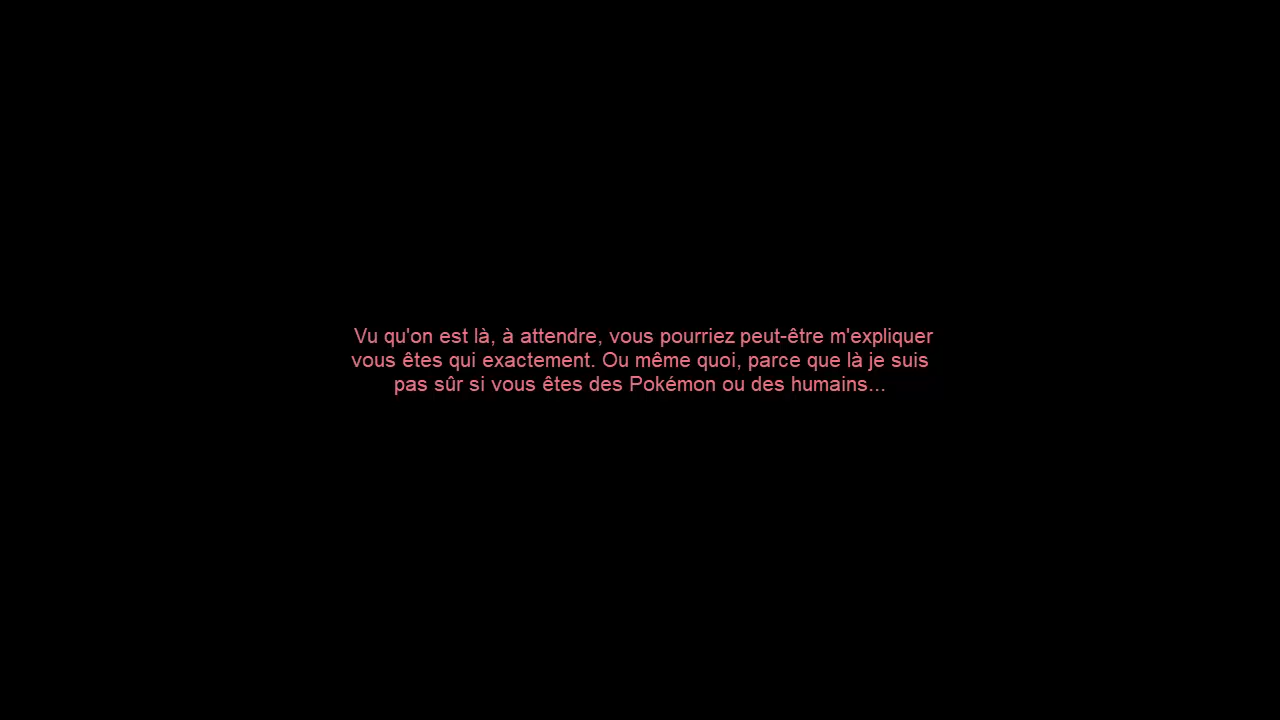 Vu qu'on est là, à attendre, vous pourriez peut-être m'expliquer
vous êtes qui exactement. Ou même quoi, parce que là je suis
pas sûr si vous êtes des Pokémon ou des humains...